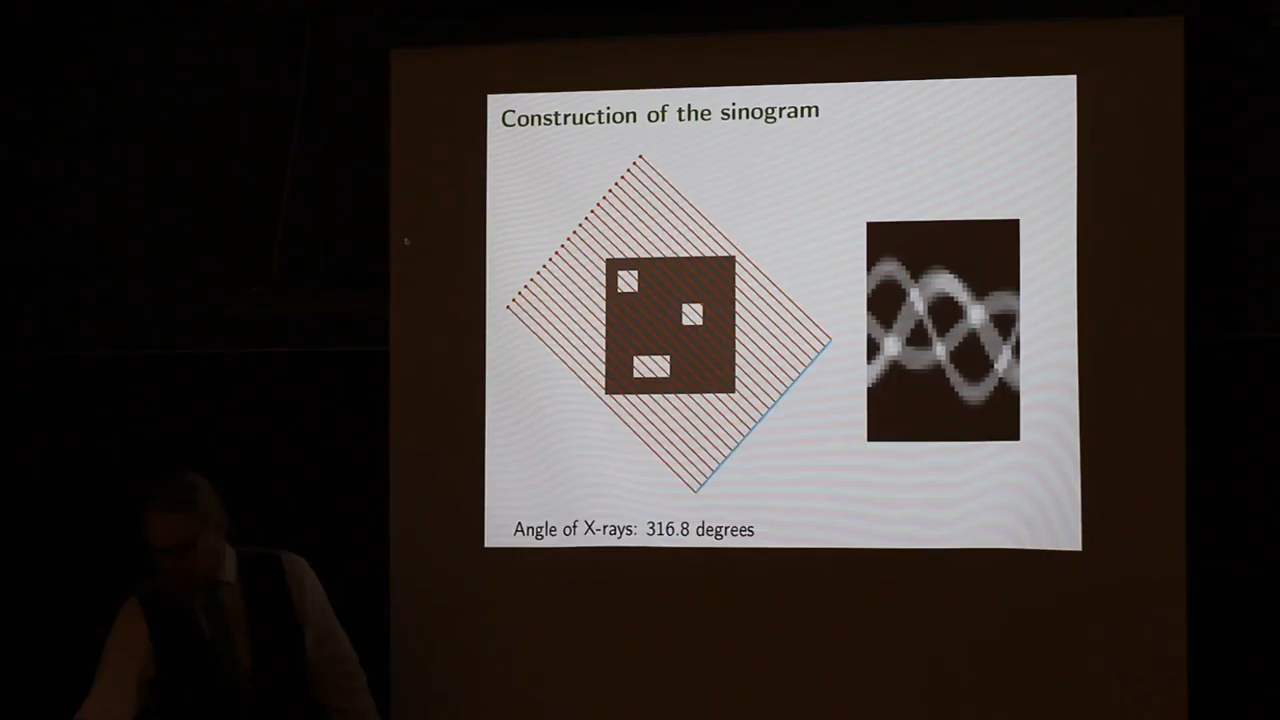 Construction of the sinogram
Angle of X-rays: 316.8 degrees